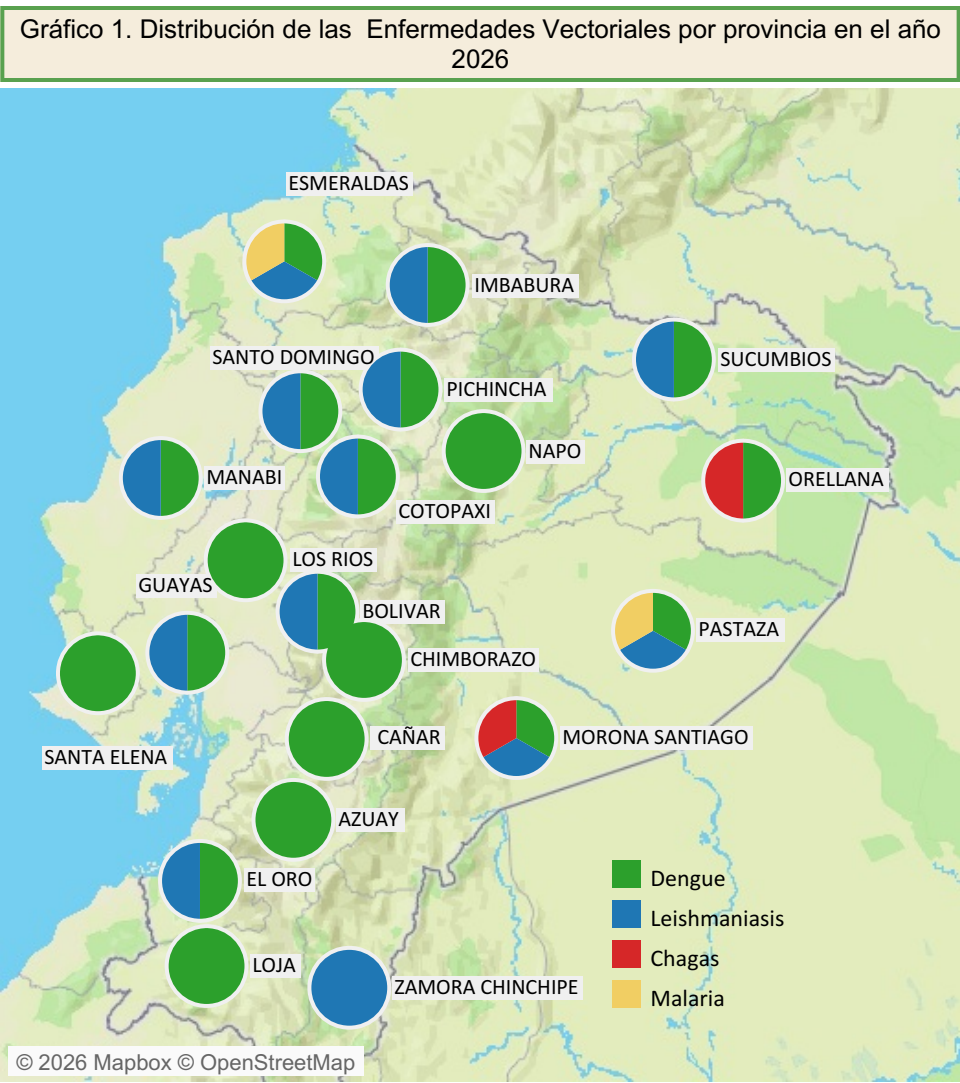 Gráfico 1. Distribución de las  Enfermedades Vectoriales por provincia en el año
2026
ESMERALDAS
IMBABURA
SANTO DOMINGO
SUCUMBIOS
PICHINCHA
NAPO
MANABI
ORELLANA
COTOPAXI
LOS RIOS
GUAYAS
BOLIVAR
PASTAZA
CHIMBORAZO
CAÑAR
MORONA SANTIAGO
SANTA ELENA
AZUAY
EL ORO
Dengue
Leishmaniasis
Chagas
LOJA
ZAMORA CHINCHIPE
Malaria
© 2026 Mapbox © OpenStreetMap